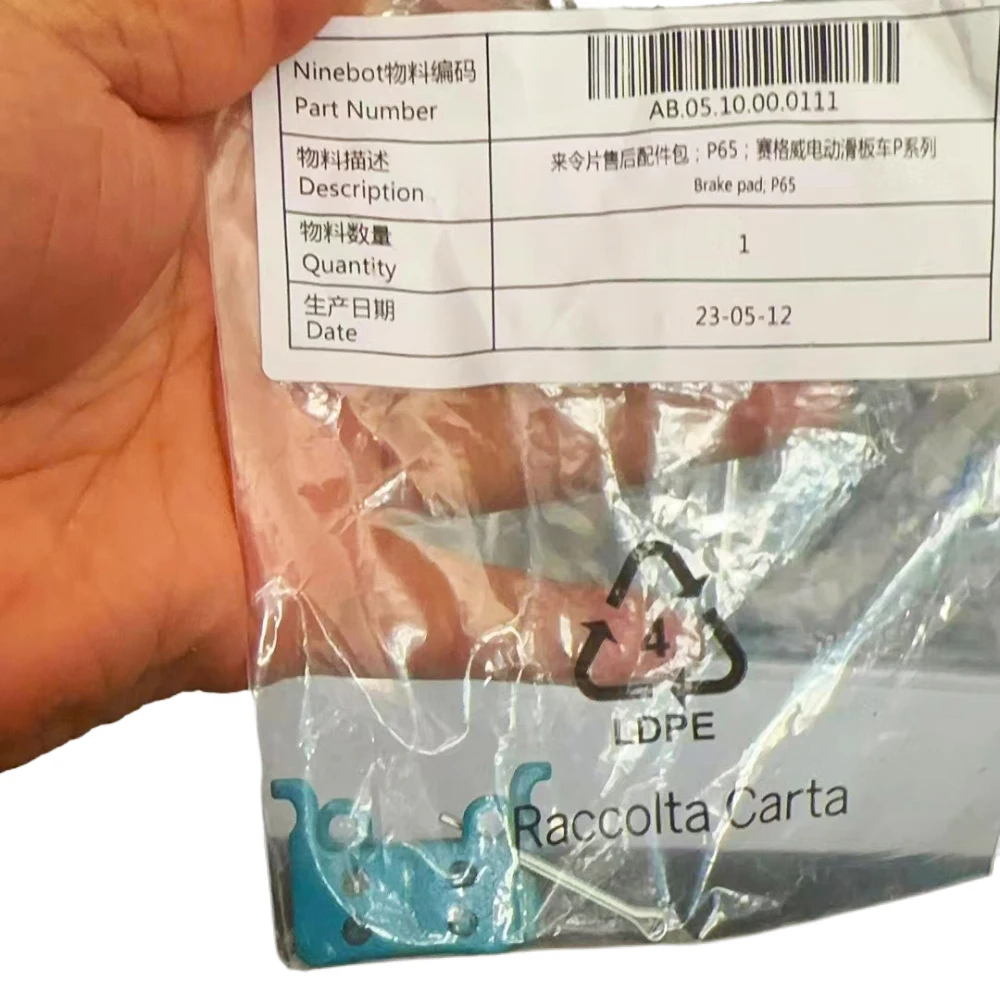 Ninebot物料编码
Part Number
AB.05.10.00.0111
物料描述
Description
来令片售后配件包；P65；赛格威电动滑板车P系列
Brake pad; P65
物料数量
Quantity
1
生产日期
Date
23-05-12
4
LDPE
Raccolta Carta